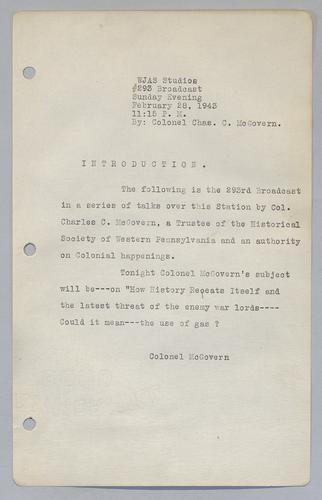 WJAS Studios
#293 Broadcast
Sunday Evening
February 28, 1943
11:15 P. M.
By: Colonel Chas. C. McGovern.
INTRODUCTION.
The following is the 293rd Broadcast
in a series of talks over this Station by Col.
Charles C. McGovern, a Trustee of the Historical
Society of Western Pennsylvania and an authority
on Colonial happenings.
Tonight Colonel McGovern's subject
will be---on "How History Repeats Itself and
the latest threat of the enemy war lords----
Could it mean---the use of gas ?
Colonel McGovern